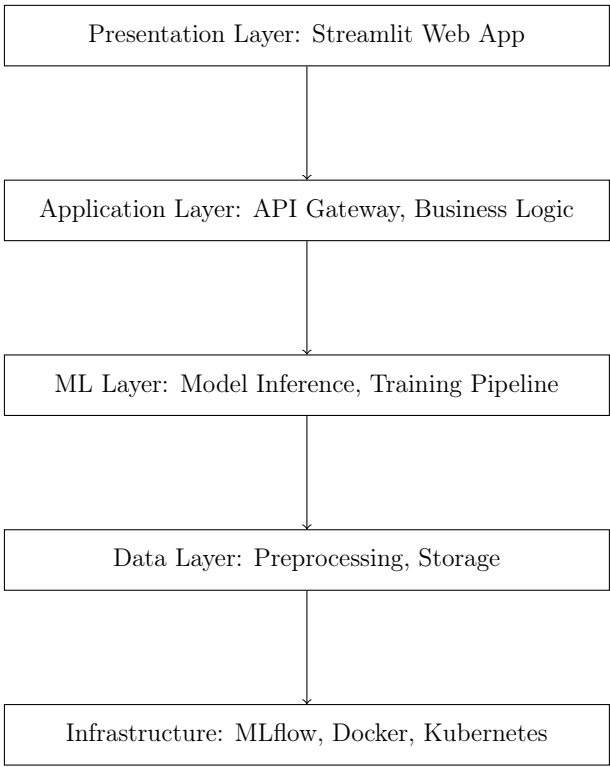 Presentation Layer: Streamlit Web App
Application Layer: API Gateway, Business Logic
ML Layer: Model Inference, Training Pipeline
Data Layer: Preprocessing, Storage
Infrastructure: MLflow, Docker, Kubernetes